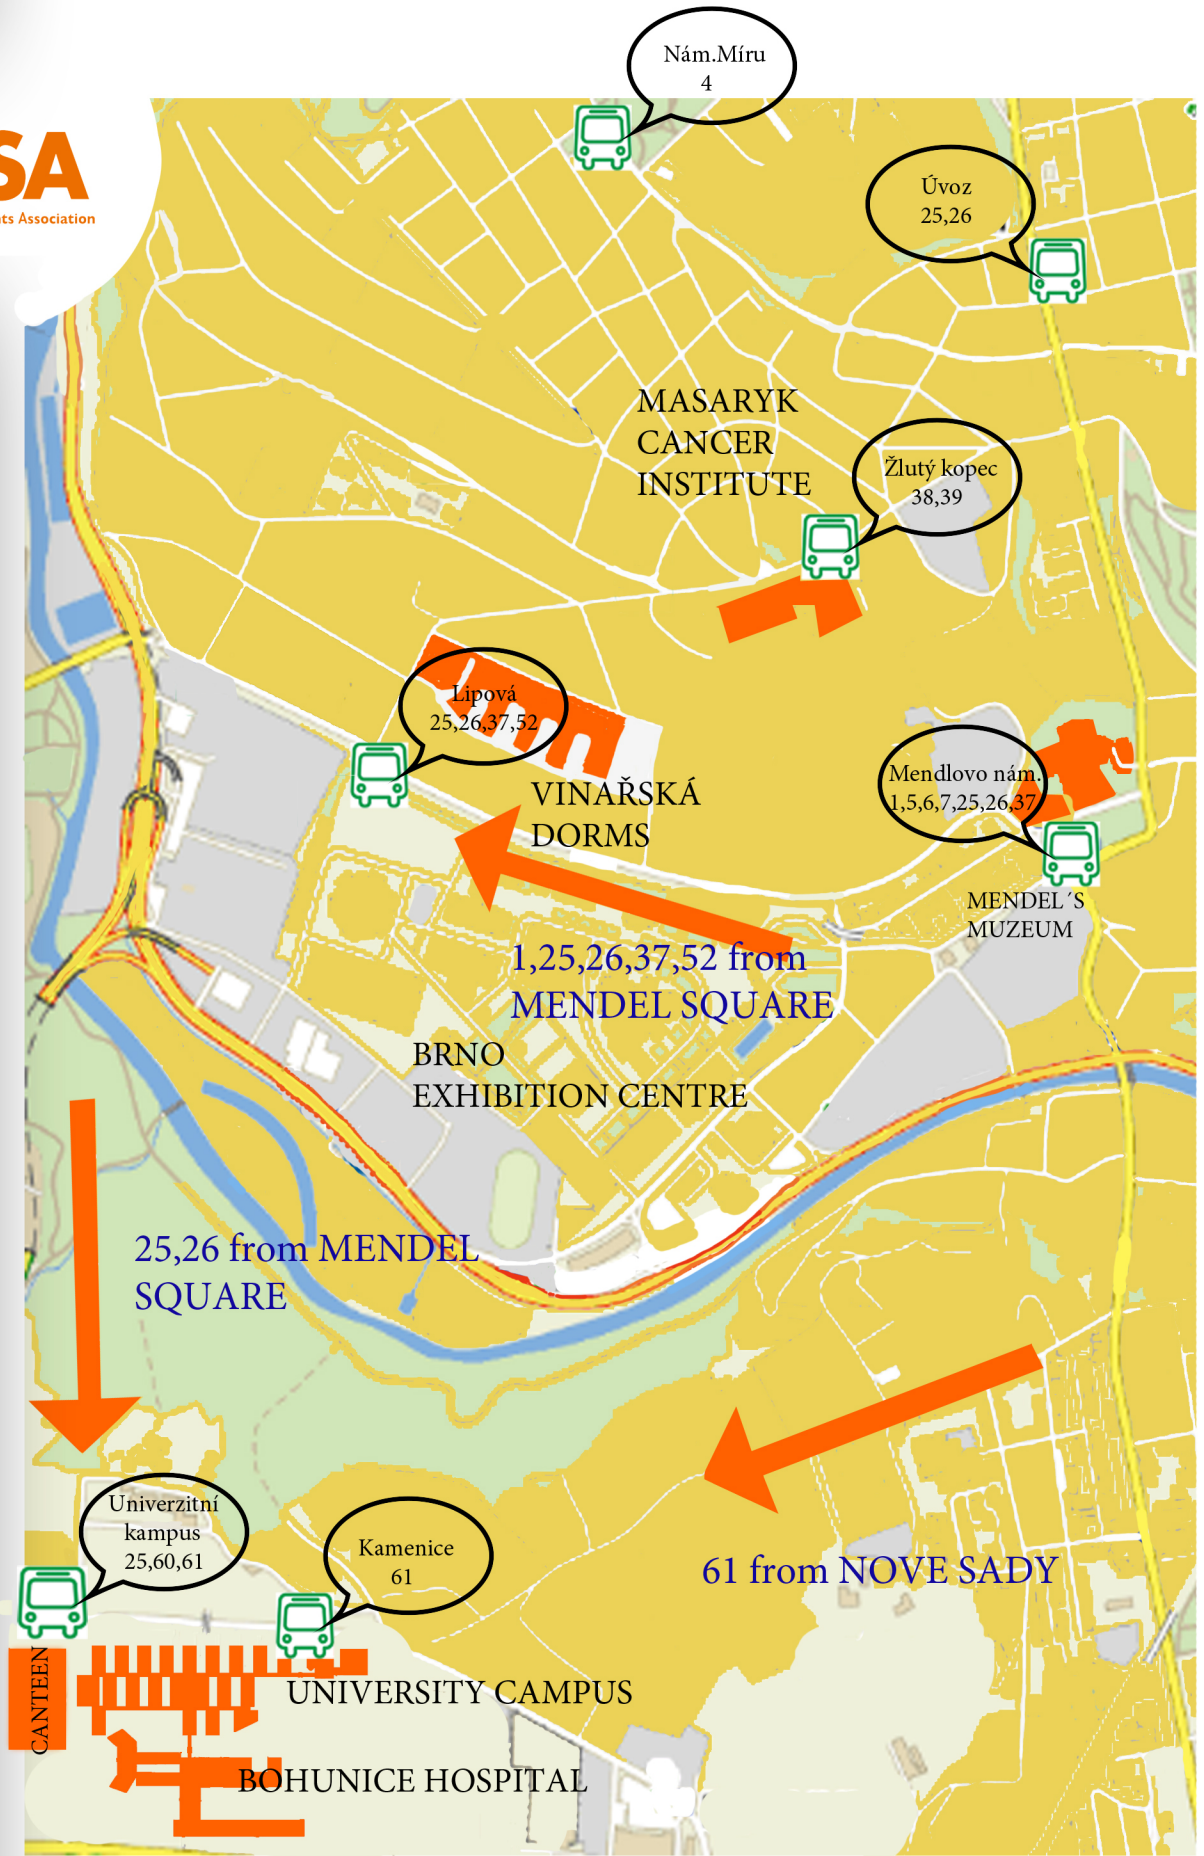 Nám.Míru
4
SA
ts Association
Úvoz
25,26
MASARYK
CANCER
INSTITUTE
Žlutý kopec
38,39
Lipová
25,26,37,52
VINAŘSKÁ
DORMS
Mendlovo nám.
1,5,6,7,25,26,37
MENDEL´S
MUZEUM
1,25,26,37,52 from
MENDEL SQUARE
BRNO
EXHIBITION CENTRE
25,26 from MENDEL
SQUARE
61 from NOVE SADY
Univerzitní
kampus
25,60,61
Kamenice
61
CANTEEN
UNIVERSITY CAMPUS
BOHUNICE HOSPITAL